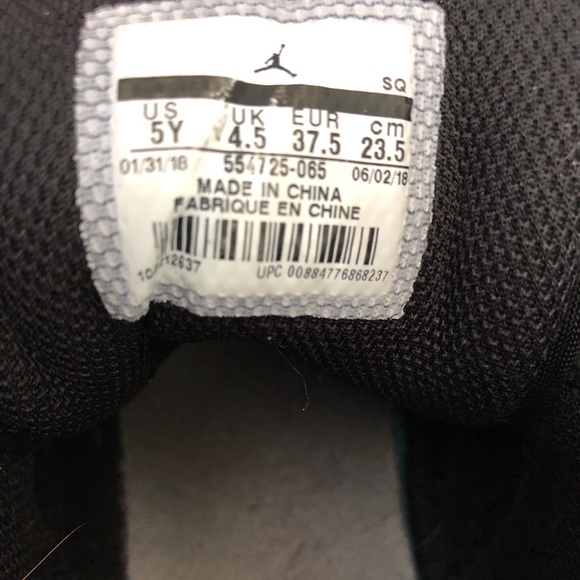 SQ
US UK EUR cm
5Y 4.5 37.5 23.5
01/31/18 554725-065 06/02/18
MADE IN CHINA
FABRIQUE EN CHINE
UPC 00884776868237